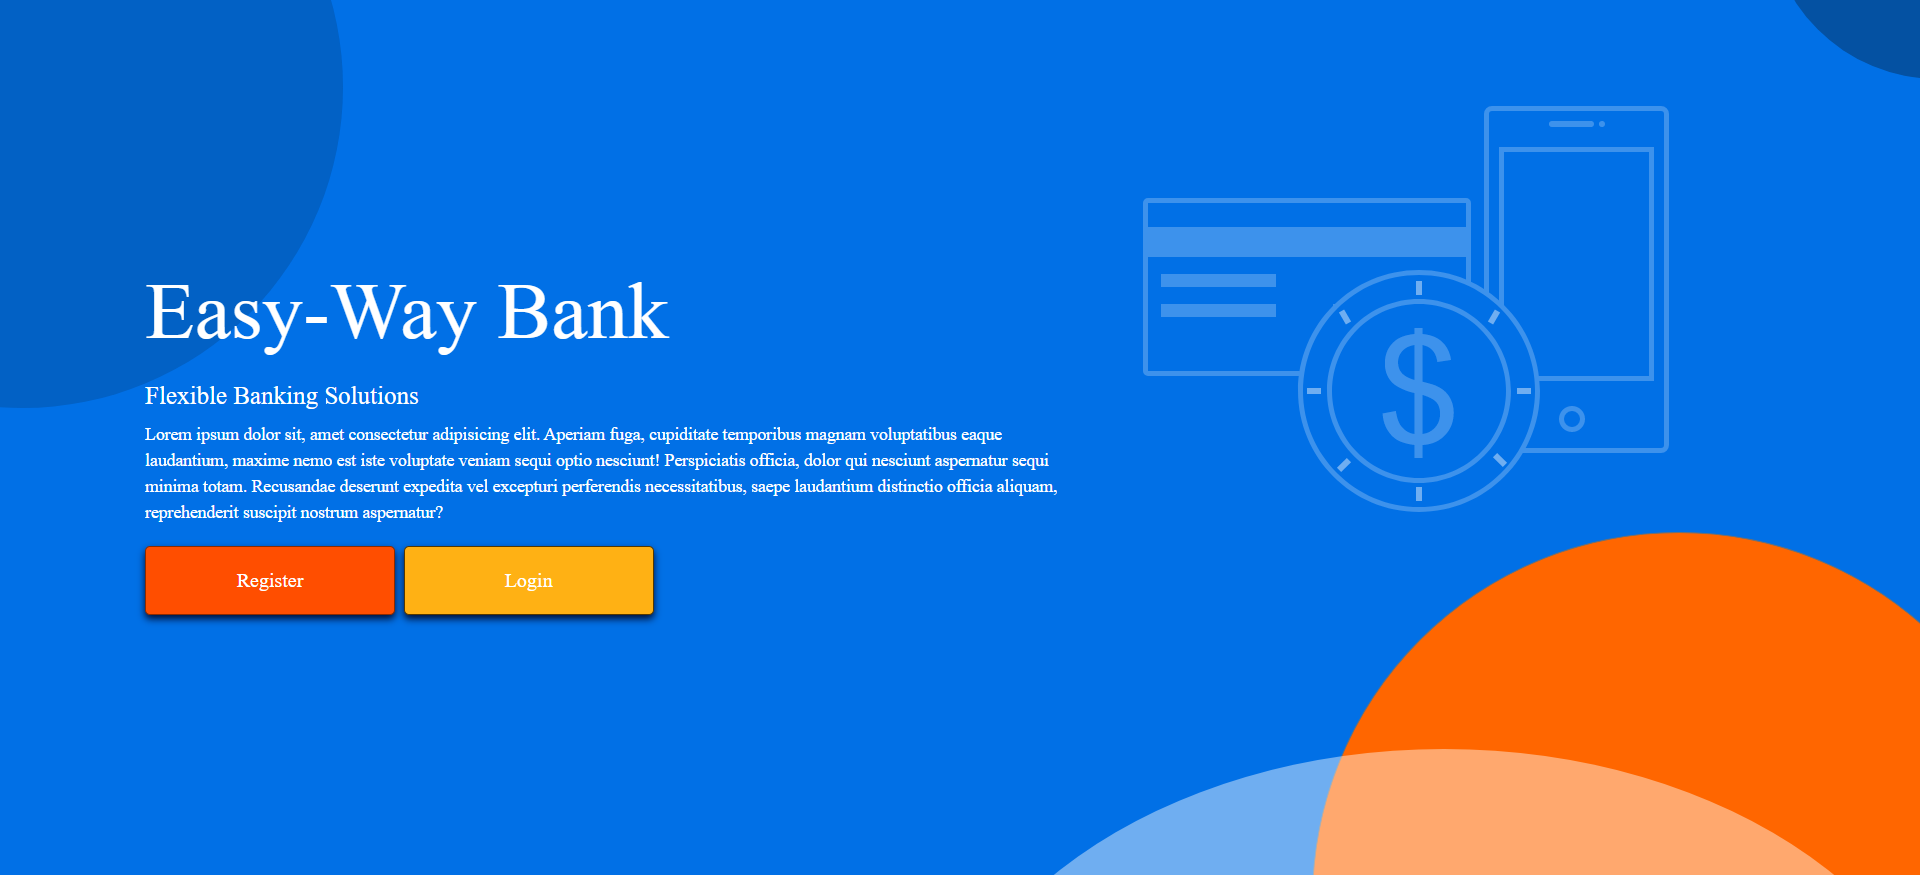 Easy-Way Bank
Flexible Banking Solutions
Lorem ipsum dolor sit, amet consectetur adipisicing elit. Aperiam fuga, cupiditate temporibus magnam voluptatibus eaque
laudantium, maxime nemo est iste voluptate veniam sequi optio nesciunt! Perspiciatis officia, dolor qui nesciunt aspernatur sequi
minima totam. Recusandae deserunt expedita vel excepturi perferendis necessitatibus, saepe laudantium distinctio officia aliquam,
reprehenderit suscipit nostrum aspernatur?
Register
Login
$